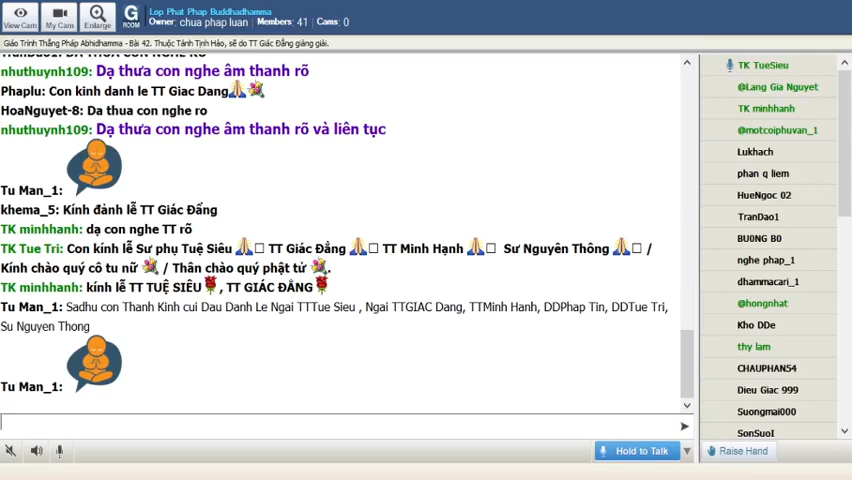 Lop Phat Phap Buddhadhamma
Owner: chua phap luan Members: 41 Cams: 0
View Cam My Cam Enlarge G ROOM
Giáo Trình Thắng Pháp Abhidhamma - Bài 42. Thuộc Tánh Tịnh Hảo, sẽ do TT Giác Đẳng giảng giải.
nhuthuynh109: Dạ thưa con nghe âm thanh rõ
Phaplu: Con kinh danh le TT Giac Dang
HoaNguyet-8: Da thua con nghe ro
nhuthuynh109: Dạ thưa con nghe âm thanh rõ và liên tục
Tu Man_1:
khema_5: Kính đảnh lễ TT Giác Đẳng
TK minhhanh: dạ con nghe TT rõ
TK Tue Tri: Con kính lễ Sư phụ Tuệ Siêu TT Giác Đẳng TT Minh Hạnh Sư Nguyên Thông /
Kính chào quý cô tu nữ / Thân chào quý phật tử .
TK minhhanh: kính lễ TT TUỆ SIÊU, TT GIÁC ĐẲNG
Tu Man_1: Sadhu con Thanh Kinh cui Dau Danh Le Ngai TTTue Sieu , Ngai TTGIAC Dang, TTMinh Hanh, DDPhap Tin, DDTue Tri,
Su Nguyen Thong
Tu Man_1:
Hold to Talk
TK TueSieu
@Lang Gia Nguyet
TK minhhanh
@motcoiphuvan_1
Lukhach
phan q liem
HueNgoc 02
TranDao1
BU0NG B0
nghe phap_1
dhammacari_1
@hongnhat
Kho DDe
thy lam
CHAUPHAN54
Dieu Giac 999
Suongmai000
SonSuoI
Raise Hand